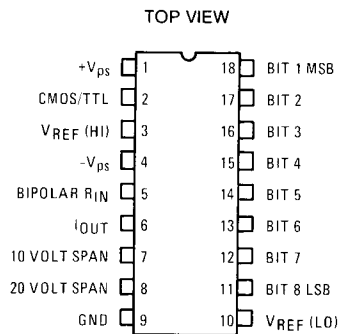 TOP VIEW
+Vps 1 18 BIT 1 MSB
CMOS/TTL 2 17 BIT 2
VREF (HI) 3 16 BIT 3
-Vps 4 15 BIT 4
BIPOLAR RIN 5 14 BIT 5
IOUT 6 13 BIT 6
10 VOLT SPAN 7 12 BIT 7
20 VOLT SPAN 8 11 BIT 8 LSB
GND 9 10 VREF (LO)